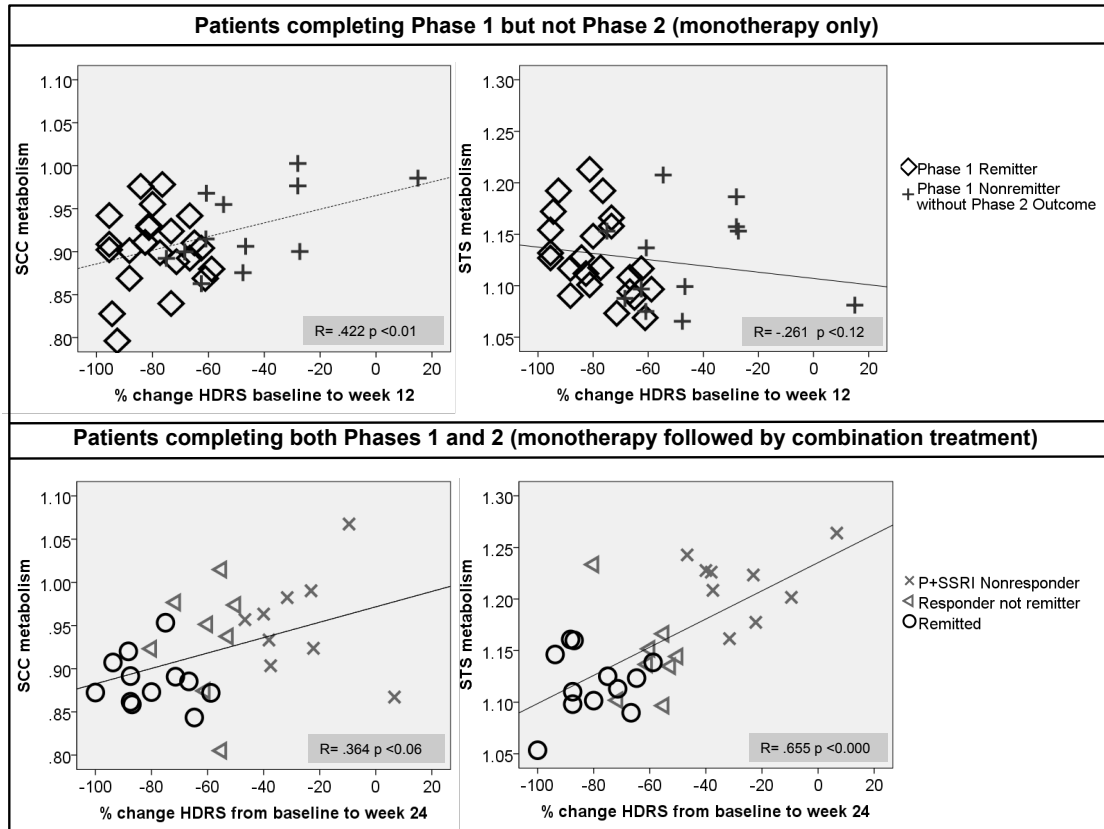 Patients completing Phase 1 but not Phase 2 (monotherapy only)
SCC metabolism
1.10
1.00
.95
.90
.85
.80
R= .422 p <0.01
-100 -80 -60 -40 -20 0 20
% change HDRS baseline to week 12
STS metabolism
1.30
1.25
1.20
1.15
1.10
1.05
R= -.261 p <0.12
-100 -80 -60 -40 -20 0 20
% change HDRS baseline to week 12
Phase 1 Remitter
Phase 1 Nonremitter
without Phase 2 Outcome
Patients completing both Phases 1 and 2 (monotherapy followed by combination treatment)
SCC metabolism
1.10
1.00
.95
.90
.85
.80
R= .364 p <0.06
-100 -80 -60 -40 -20 0 20
% change HDRS from baseline to week 24
STS metabolism
1.30
1.25
1.20
1.15
1.10
1.05
R= .655 p <0.000
-100 -80 -60 -40 -20 0 20
% change HDRS from baseline to week 24
P+SSRI Nonresponder
Responder not remitter
Remitted